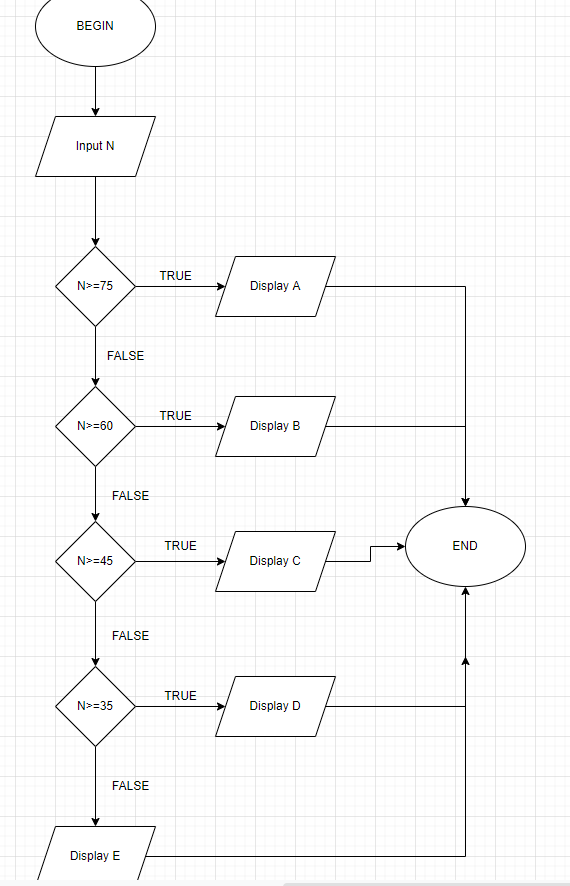 BEGIN
Input N
N>=75
TRUE
Display A
FALSE
N>=60
TRUE
Display B
FALSE
N>=45
TRUE
Display C
END
FALSE
N>=35
TRUE
Display D
FALSE
Display E